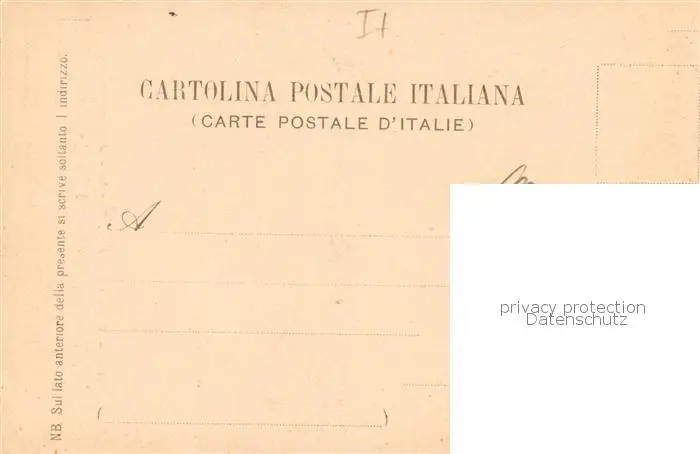 It
CARTOLINA POSTALE ITALIANA
(CARTE POSTALE D'ITALIE)
A
NB. Sul lato anteriore della presente si scrive soltanto l indirizzo.
privacy protection
Datenschutz